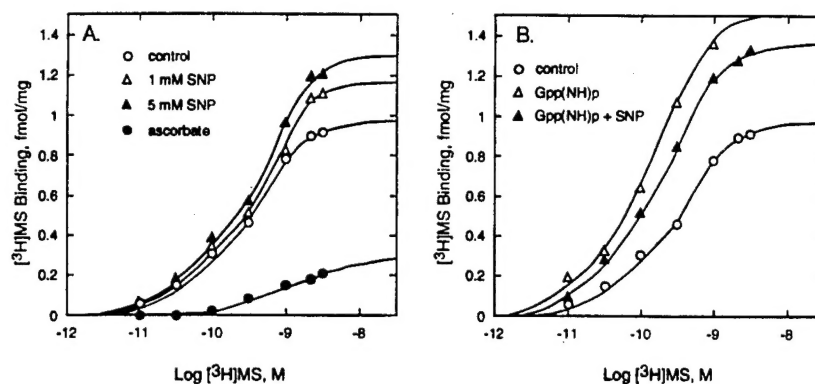 A.
control
1 mM SNP
5 mM SNP
ascorbate
[³H]MS Binding, fmol/mg
1.4
1.2
1
0.8
0.6
0.4
0.2
0
-12
-11
-10
-9
-8
Log [³H]MS, M
B.
control
Gpp(NH)p
Gpp(NH)p + SNP
[³H]MS Binding, fmol/mg
1.4
1.2
1
0.8
0.6
0.4
0.2
0
-12
-11
-10
-9
-8
Log [³H]MS, M